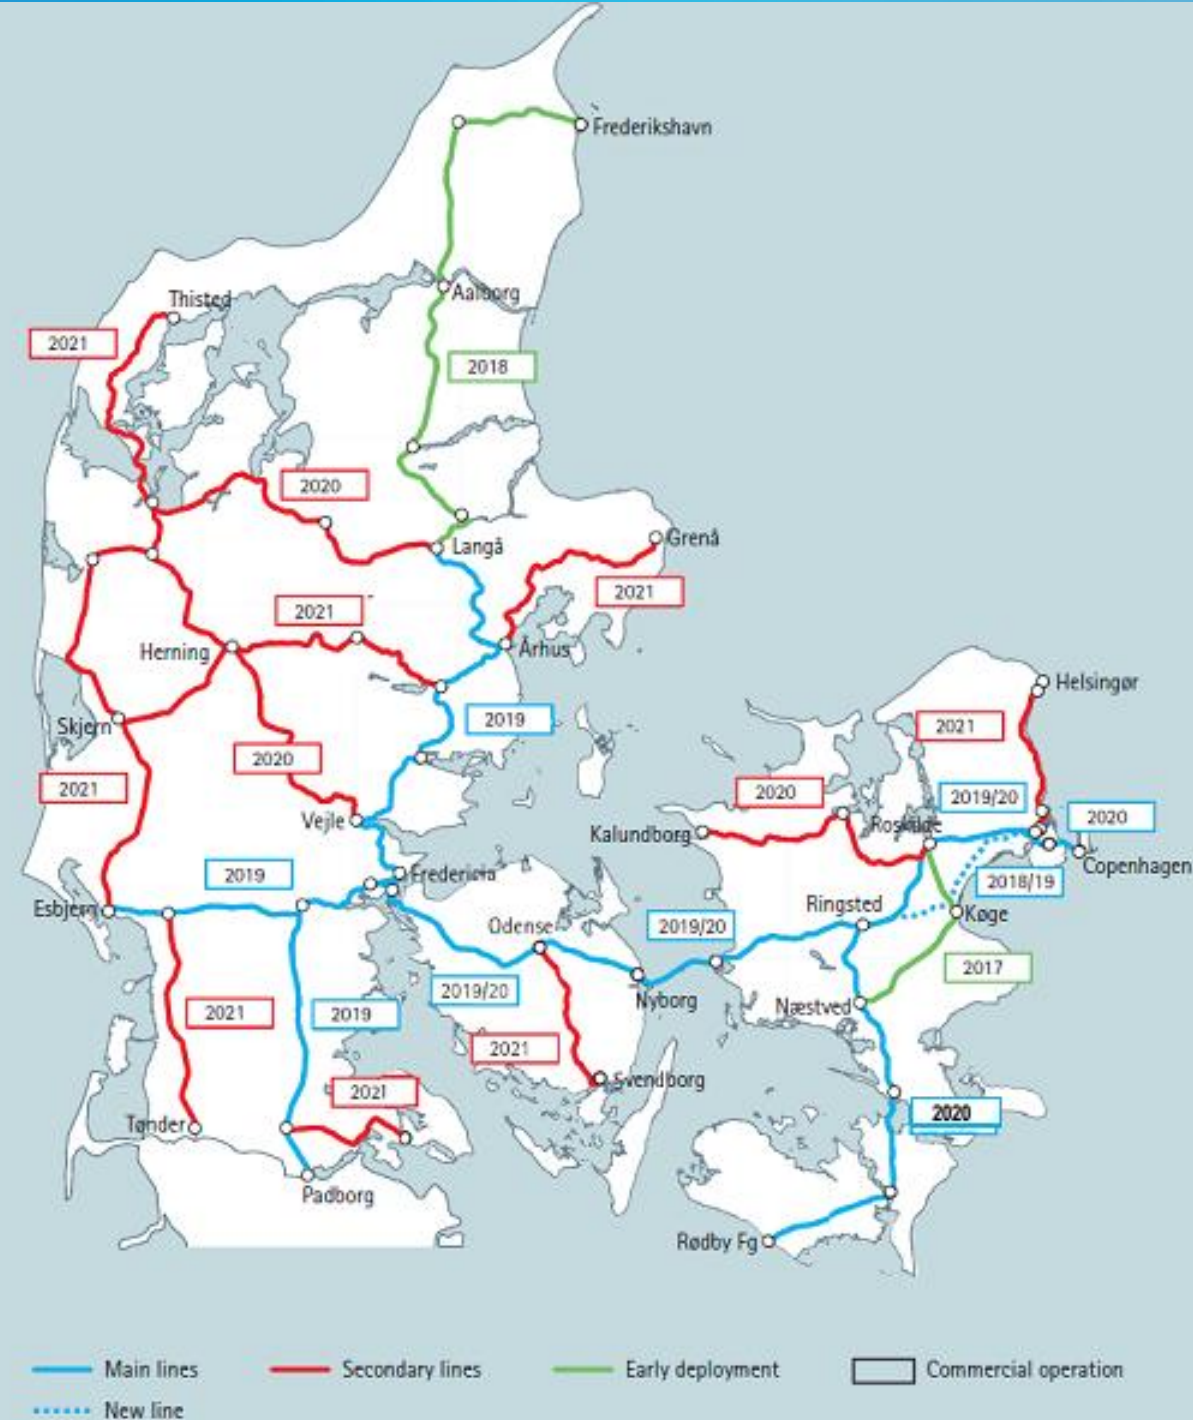 Frederikshavn
Aalborg
Thisted
2021
2018
2020
Langå
Grenå
2021
2021
Herning
Århus
Skjern
2019
2020
2021
Vejle
Fredericia
2019
Esbjerg
Odense
2019/20
2019/20
Nyborg
2021
2019
2021
2021
Svendborg
Tønder
Padborg
Helsingør
2021
2020
2019/20
2020
Kalundborg
Roskilde
Copenhagen
2018/19
Ringsted
Køge
2017
Næstved
2020
Rødby Fg
Main lines Secondary lines Early deployment Commercial operation
New line